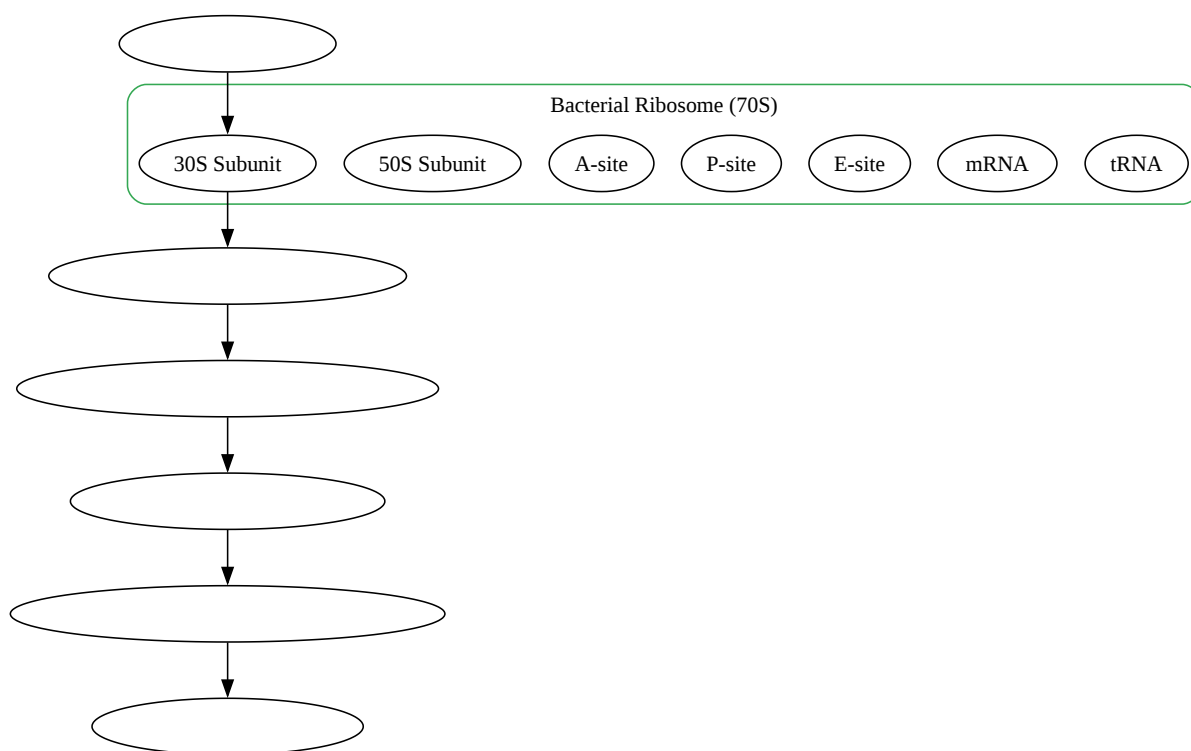 Bacterial Ribosome (70S)
30S Subunit
50S Subunit
A-site
P-site
E-site
mRNA
tRNA